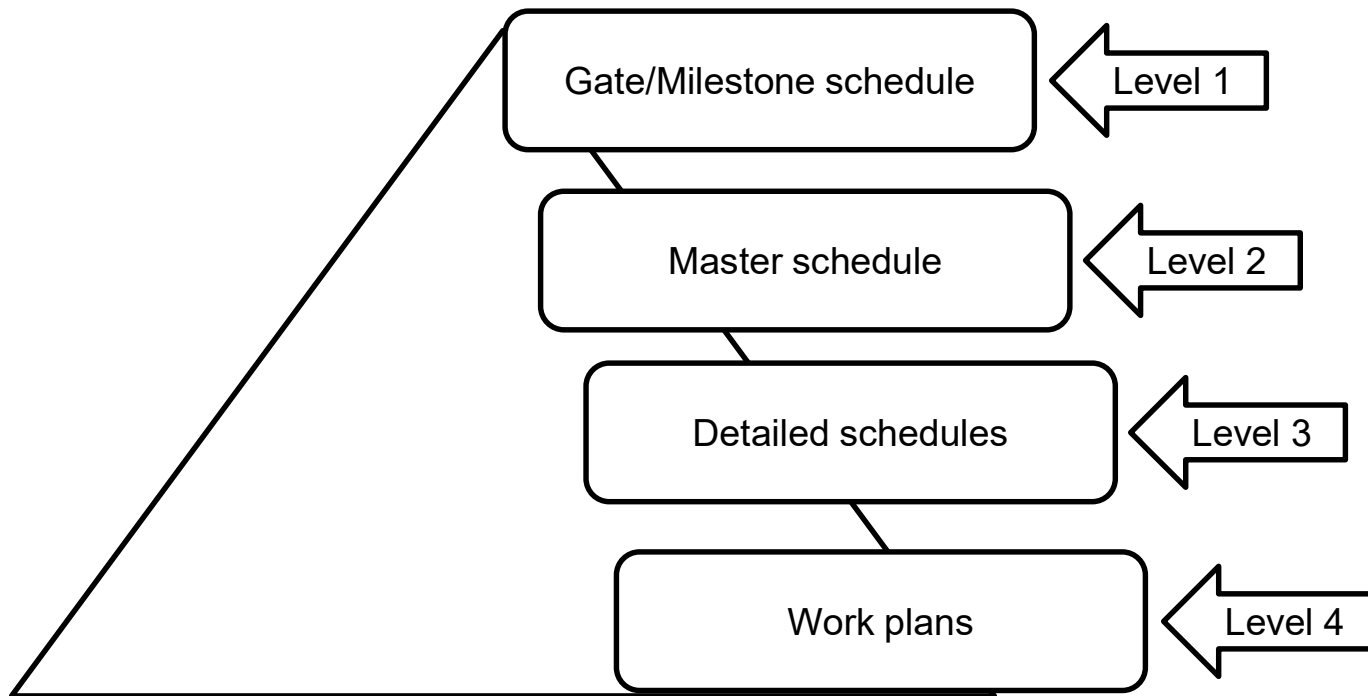 Gate/Milestone schedule
Level 1
Master schedule
Level 2
Detailed schedules
Level 3
Work plans
Level 4